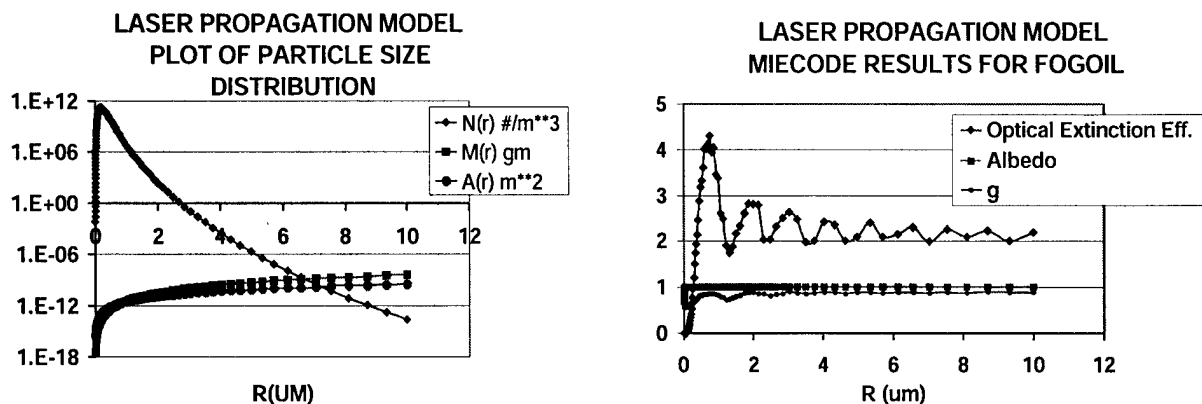 LASER PROPAGATION MODEL
PLOT OF PARTICLE SIZE
DISTRIBUTION
1.E+12
1.E+06
1.E+00
1.E-06
1.E-12
1.E-18
0 2 4 6 8 10 12
R(UM)
N(r) #/m**3
M(r) gm
A(r) m**2
LASER PROPAGATION MODEL
MIECODE RESULTS FOR FOGOIL
5
4
3
2
1
0
0 2 4 6 8 10 12
R (um)
Optical Extinction Eff.
Albedo
g